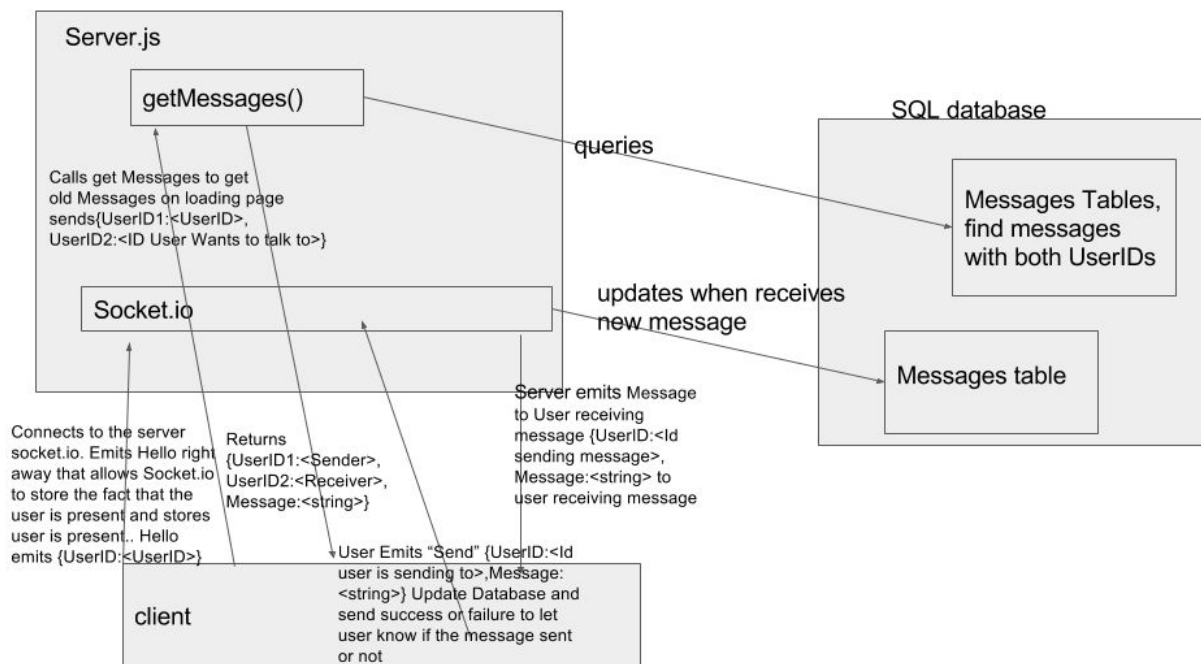 Server.js
getMessages()
Calls get Messages to get
old Messages on loading page
sends{UserID1:<UserID>,
UserID2:<ID User Wants to talk to>}
Socket.io
queries
SQL database
Messages Tables,
find messages
with both UserIDs
updates when receives
new message
Messages table
Connects to the server
socket.io. Emits Hello right
away that allows Socket.io
to store the fact that the
user is present and stores
user is present.. Hello
emits {UserID:<UserID>}
Returns
{UserID1:<Sender>,
UserID2:<Receiver>,
Message:<string>}
Server emits Message
to User receiving
message {UserID:<Id
sending message>,
Message:<string> to
user receiving message
client
User Emits “Send” {UserID:<Id
user is sending to>,Message:
<string>} Update Database and
send success or failure to let
user know if the message sent
or not